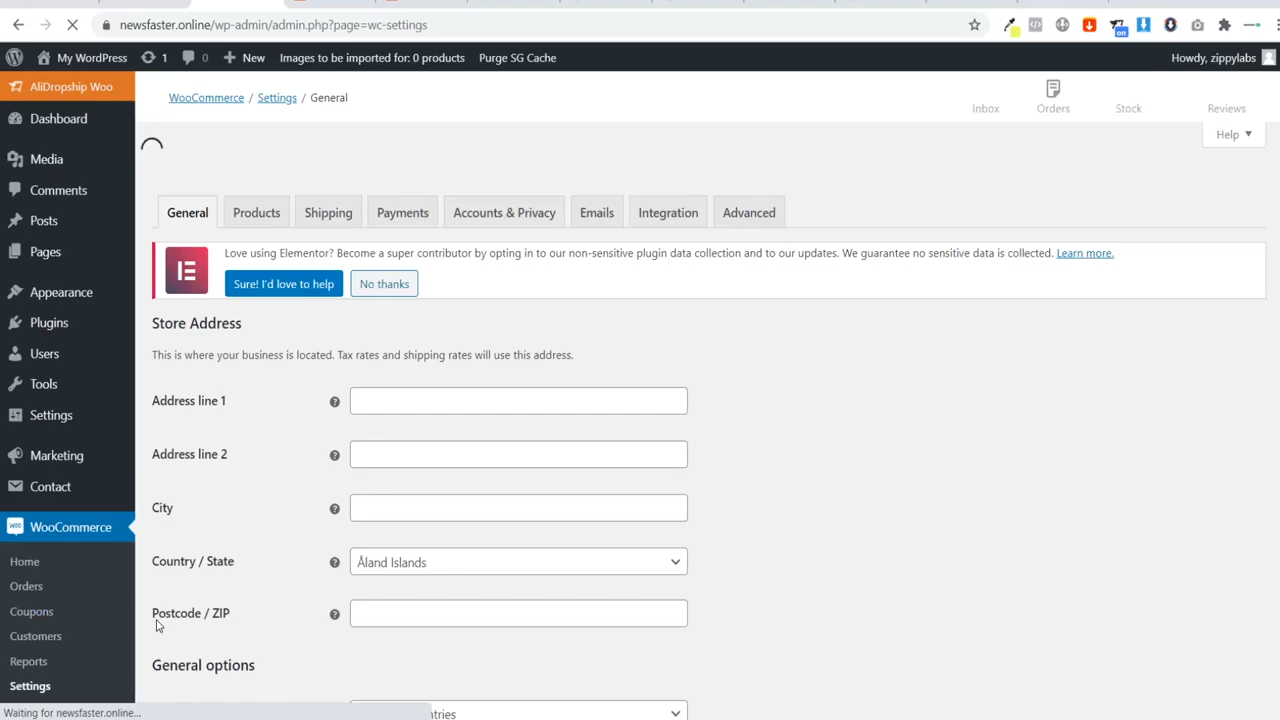 newsfaster.online/wp-admin/admin.php?page=wc-settings
on
My WordPress 1 0 New Images to be imported for: 0 products Purge SG Cache Howdy, zippylabs
AliDropship Woo
Dashboard
Media
Comments
Posts
Pages
Appearance
Plugins
Users
Tools
Settings
Marketing
Contact
WooCommerce
Home
Orders
Coupons
Customers
Reports
Settings
WooCommerce / Settings / General
Inbox Orders Stock Reviews
Help
General Products Shipping Payments Accounts & Privacy Emails Integration Advanced
Love using Elementor? Become a super contributor by opting in to our non-sensitive plugin data collection and to our updates. We guarantee no sensitive data is collected. Learn more.
Sure! I'd love to help No thanks
Store Address
This is where your business is located. Tax rates and shipping rates will use this address.
Address line 1
Address line 2
City
Country / State Åland Islands
Postcode / ZIP
General options
Waiting for newsfaster.online...